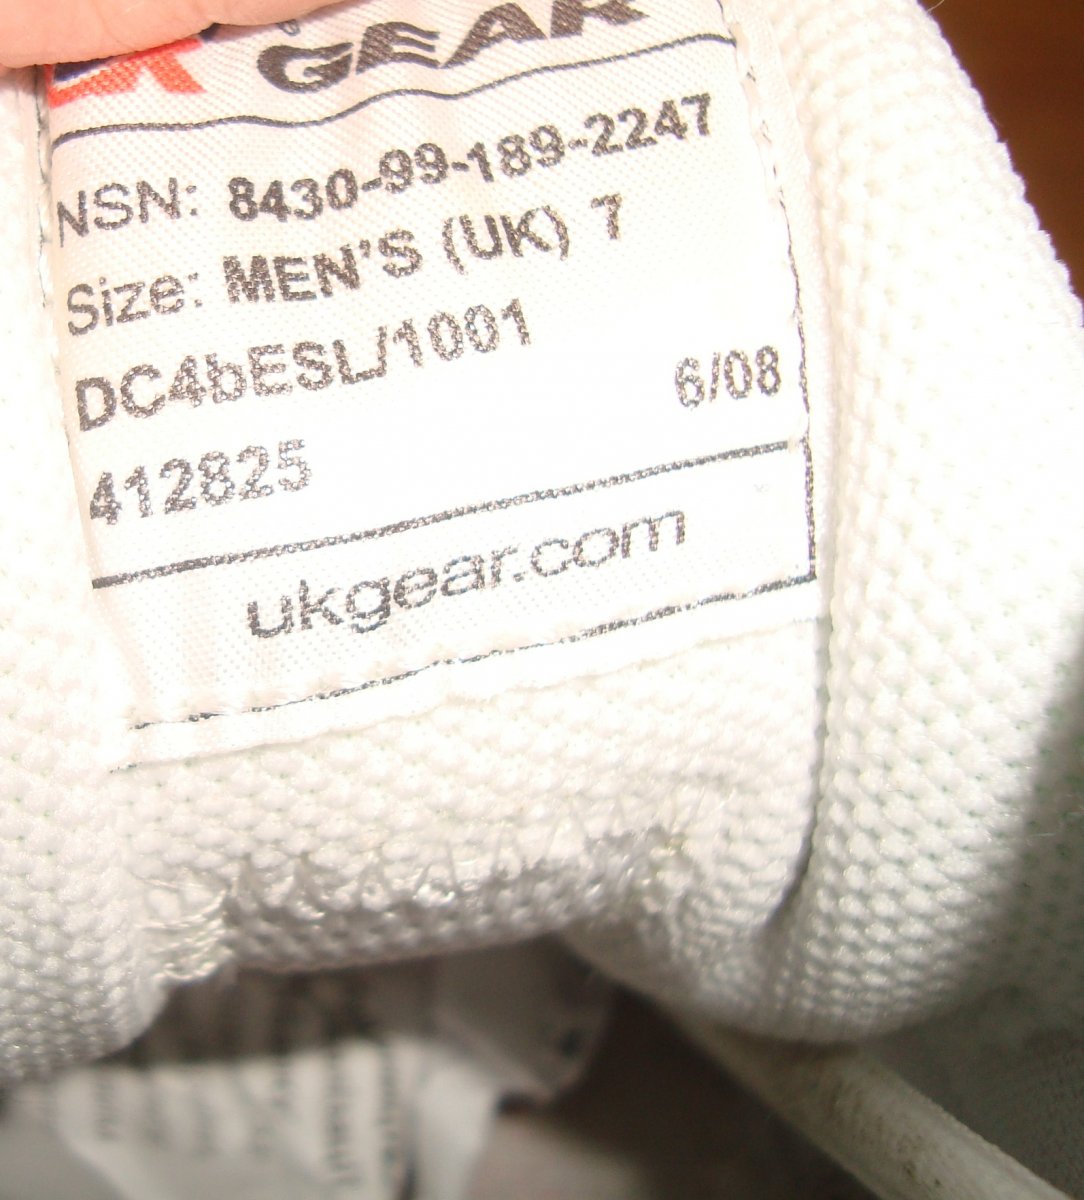 GEAR
NSN: 8430-99-189-2247
Size: MEN'S (UK) 7
DC4bESL/1001
6/08
412825
ukgear.com